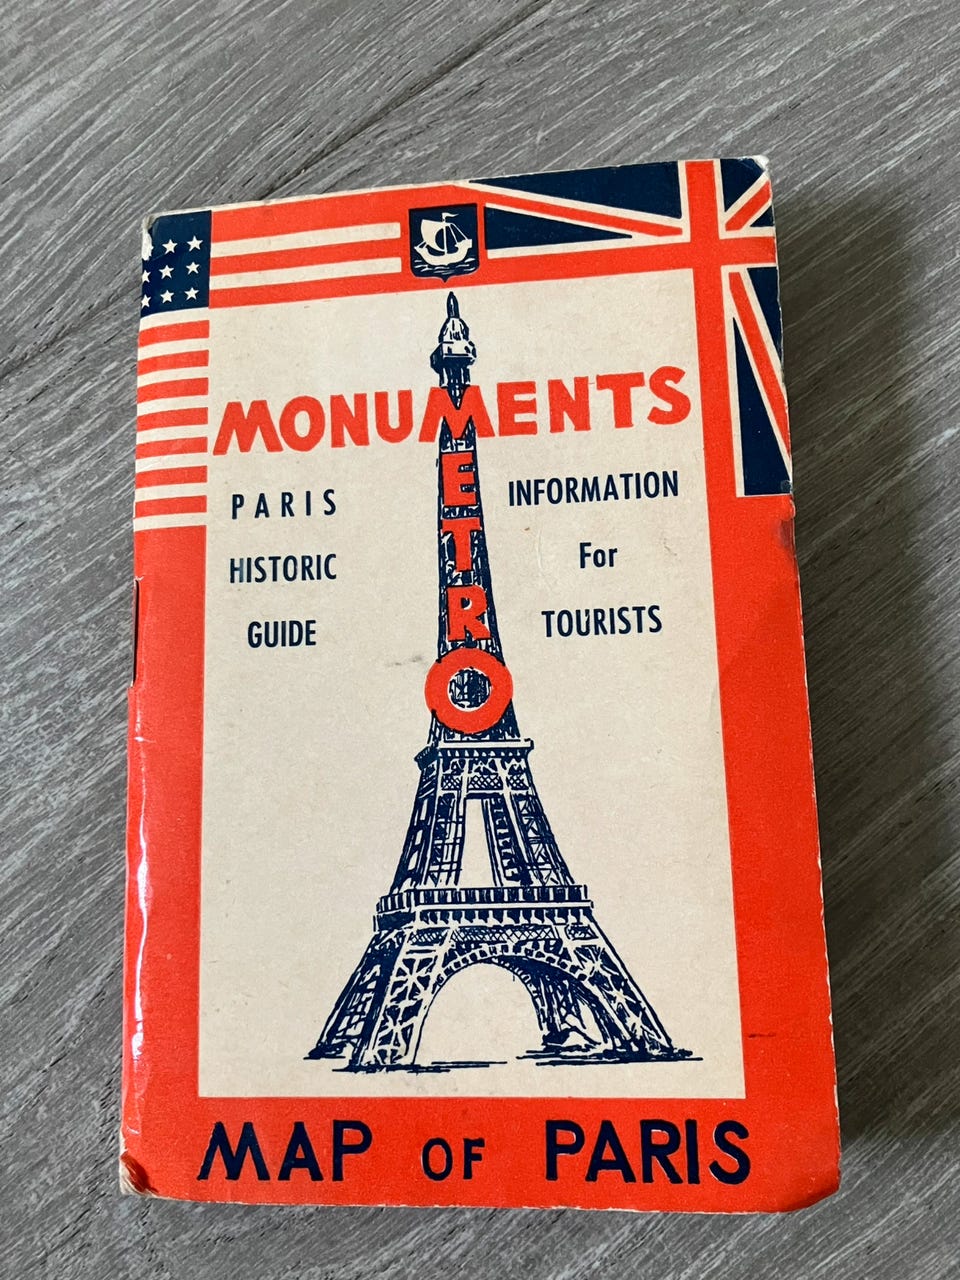 MONUMENTS
METRO
PARIS
HISTORIC
GUIDE
INFORMATION
For
TOURISTS
MAP OF PARIS